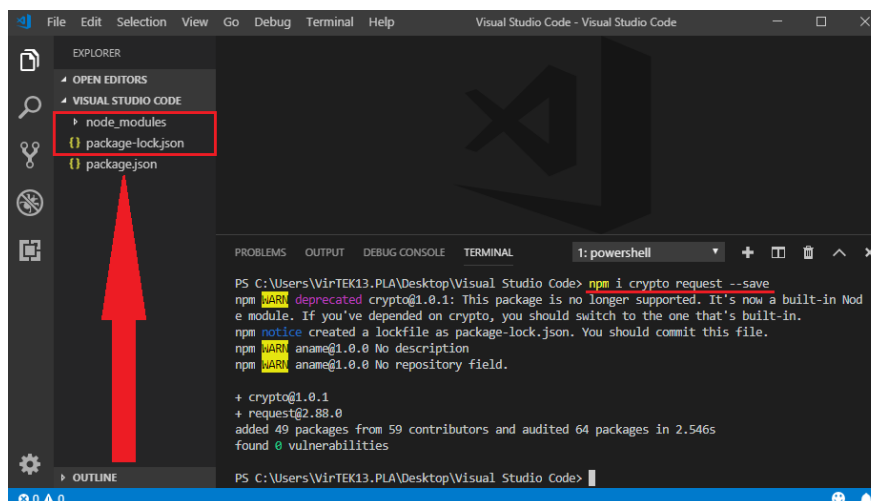 File Edit Selection View Go Debug Terminal Help Visual Studio Code - Visual Studio Code
EXPLORER
OPEN EDITORS
VISUAL STUDIO CODE
node_modules
{} package-lock.json
{} package.json
OUTLINE
PROBLEMS OUTPUT DEBUG CONSOLE TERMINAL 1: powershell
PS C:\Users\VirTEK13.PLA\Desktop\Visual Studio Code> npm i crypto request --save
npm WARN deprecated crypto@1.0.1: This package is no longer supported. It's now a built-in Nod
e module. If you've depended on crypto, you should switch to the one that's built-in.
npm notice created a lockfile as package-lock.json. You should commit this file.
npm WARN aname@1.0.0 No description
npm WARN aname@1.0.0 No repository field.
+ crypto@1.0.1
+ request@2.88.0
added 49 packages from 59 contributors and audited 64 packages in 2.546s
found 0 vulnerabilities
PS C:\Users\VirTEK13.PLA\Desktop\Visual Studio Code>
0 0